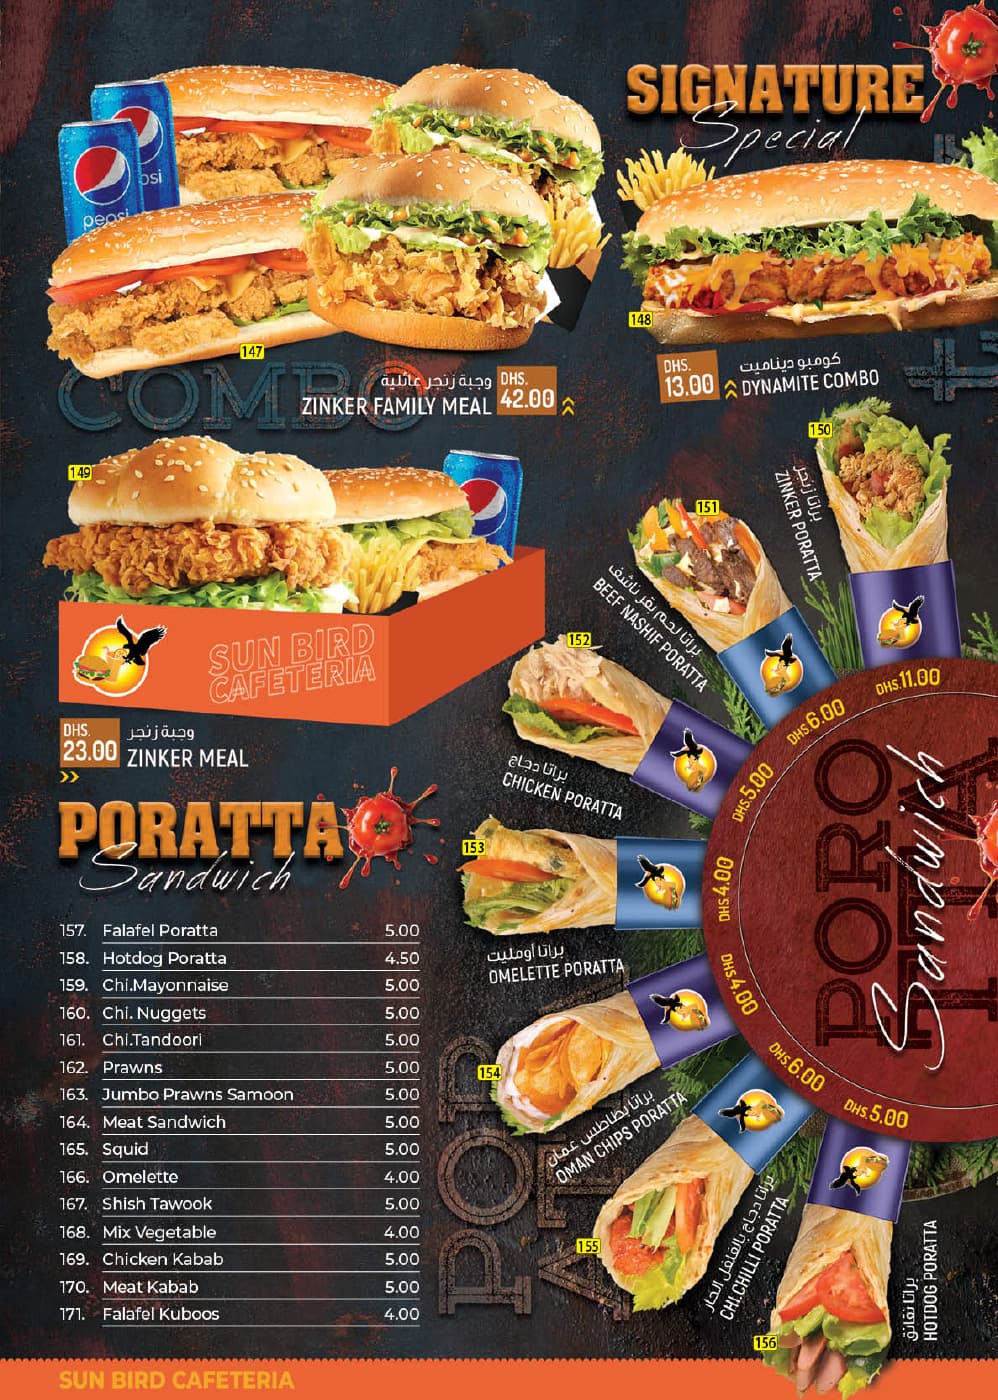 SIGNATURE
Special
pepsi
psi
147
COMBO
وجبة زنجر عائلية
ZINKER FAMILY MEAL
DHS.
42.00
148
DHS.
13.00
كومبو ديناميت
DYNAMITE COMBO
149
SUN BIRD
CAFETERIA
DHS.
23.00
وجبة زنجر
ZINKER MEAL
150
براتا زنجر
ZINKER PORATTA
DHS 11.00
151
براتا لحم بقر ناشف
BEEF NASHIF PORATTA
DHS 6.00
152
براتا دجاج
CHICKEN PORATTA
DHS 5.00
153
براتا أومليت
OMELETTE PORATTA
DHS 4.00
154
براتا بطاطس عمان
OMAN CHIPS PORATTA
DHS 4.00
155
براتا دجاج بالفلفل الحار
CHI.CHILLI PORATTA
DHS 6.00
156
براتا نقانق
HOTDOG PORATTA
DHS 5.00
PORO
TTA
Sandwich
PORATTA
Sandwich
157. Falafel Poratta 5.00
158. Hotdog Poratta 4.50
159. Chi.Mayonnaise 5.00
160. Chi. Nuggets 5.00
161. Chi.Tandoori 5.00
162. Prawns 5.00
163. Jumbo Prawns Samoon 5.00
164. Meat Sandwich 5.00
165. Squid 5.00
166. Omelette 4.00
167. Shish Tawook 5.00
168. Mix Vegetable 4.00
169. Chicken Kabab 5.00
170. Meat Kabab 5.00
171. Falafel Kuboos 4.00
SUN BIRD CAFETERIA